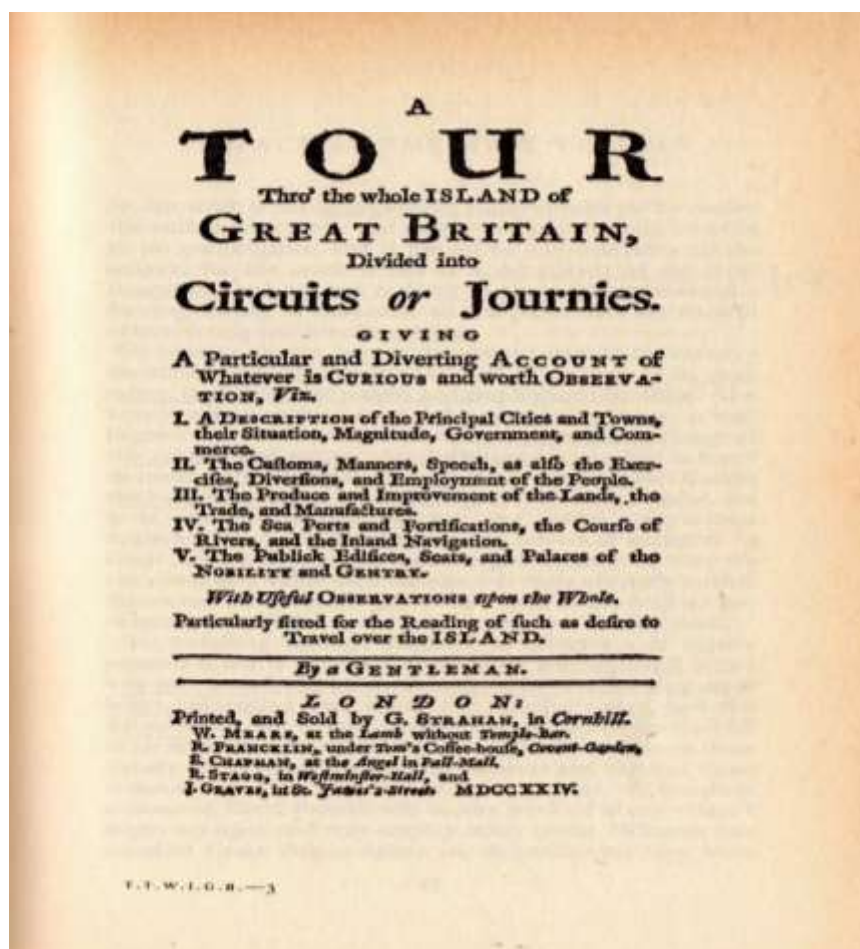 A
TOUR
Thro' the whole ISLAND of
GREAT BRITAIN,
Divided into
Circuits or Journies.
GIVING
A Particular and Diverting ACCOUNT of
Whatever is CURIOUS and worth OBSERVA-
TION, Viz.
I. A DESCRIPTION of the Principal Cities and Towns,
their Situation, Magnitude, Government, and Com-
merce.
II. The Cuſtoms, Manners, Speech, as alſo the Exer-
ciſes, Diverſions, and Employment of the People.
III. The Produce and Improvement of the Lands, the
Trade, and Manufactures.
IV. The Sea Ports and Fortifications, the Courſe of
Rivers, and the Inland Navigation.
V. The Publick Edifices, Seats, and Palaces of the
NOBILITY and GENTRY.
With Uſeful OBSERVATIONS upon the Whole.
Particularly fitted for the Reading of ſuch as deſire to
Travel over the ISLAND.
By a GENTLEMAN.
LONDON:
Printed, and Sold by G. STRAHAN, in Cornhill.
W. MEARS, at the Lamb without Temple-Bar.
R. FRANCKLIN, under Tom's Coffee-houſe, Covent-Garden,
S. CHAPMAN, at the Angel in Pall-Mall.
R. STAGG, in Weſtminſter-Hall, and
J. GRAVES, in St. James's-Street. MDCCXXIV.
T.T.W.I.G.B.—3